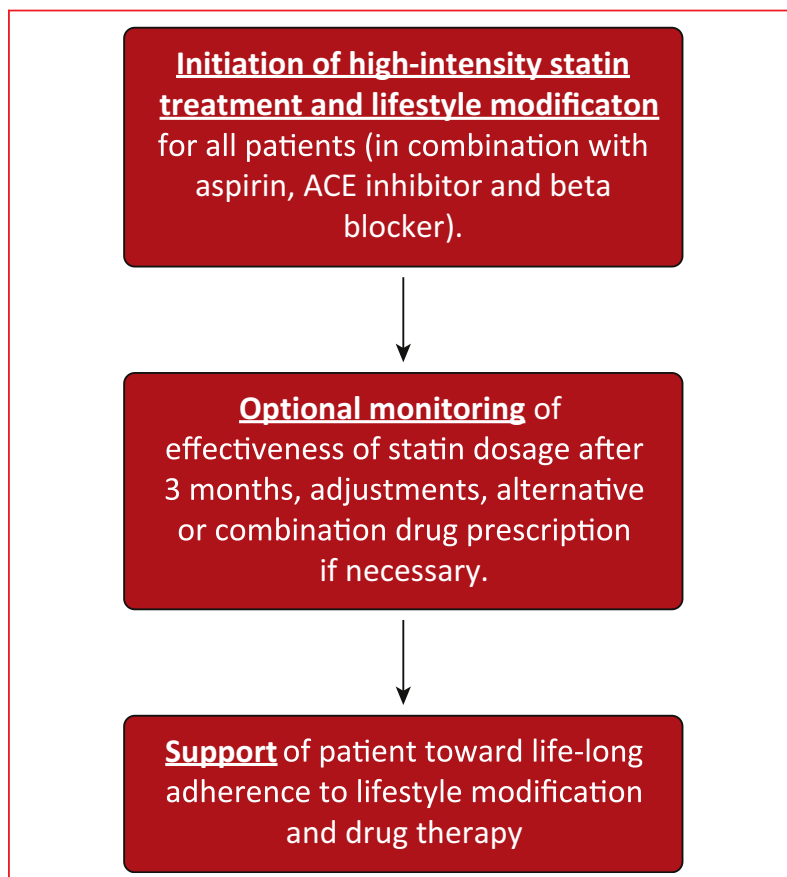 Initiation of high-intensity statin
treatment and lifestyle modificaton
for all patients (in combination with
aspirin, ACE inhibitor and beta
blocker).
Optional monitoring of
effectiveness of statin dosage after
3 months, adjustments, alternative
or combination drug prescription
if necessary.
Support of patient toward life-long
adherence to lifestyle modification
and drug therapy